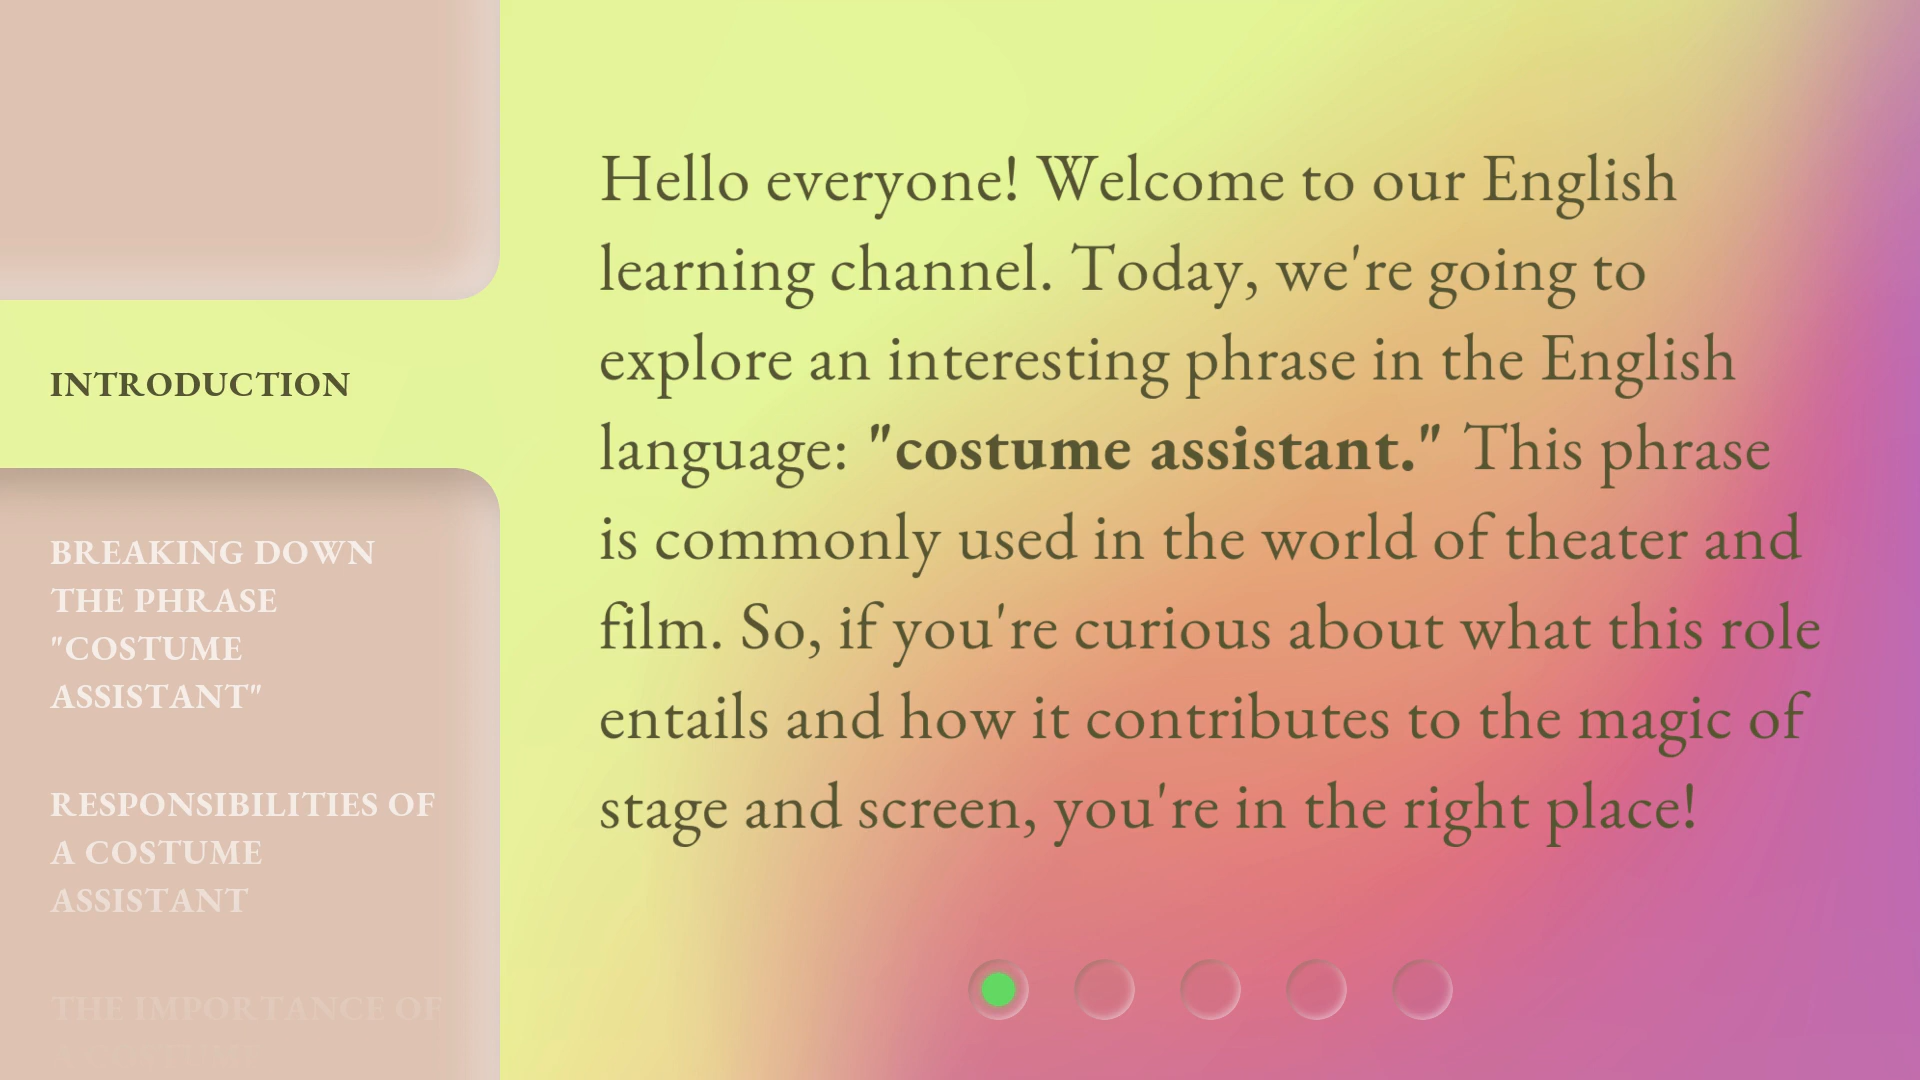 INTRODUCTION
BREAKING DOWN
THE PHRASE
"COSTUME
ASSISTANT"
RESPONSIBILITIES OF
A COSTUME
ASSISTANT
THE IMPORTANCE OF
Hello everyone! Welcome to our English
learning channel. Today, we're going to
explore an interesting phrase in the English
language: "costume assistant." This phrase
is commonly used in the world of theater and
film. So, if you're curious about what this role
entails and how it contributes to the magic of
stage and screen, you're in the right place!